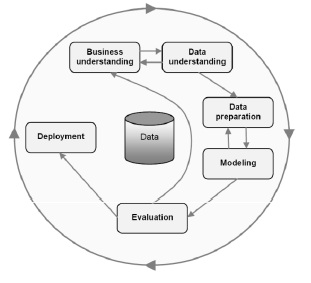 Business
understanding
Data
understanding
Data
preparation
Deployment
Data
Modeling
Evaluation